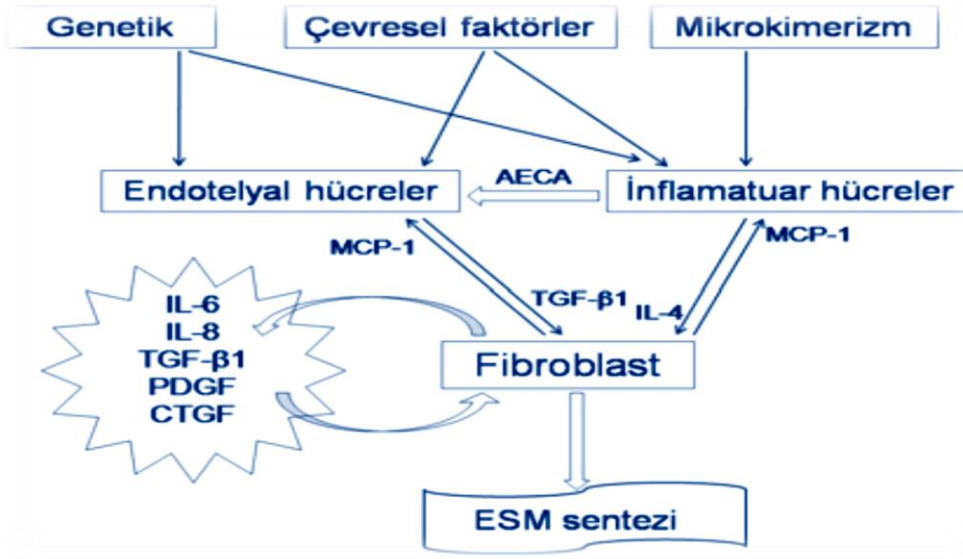 Genetik
Çevresel faktörler
Mikrokimerizm
Endotelyal hücreler
AECA
İnflamatuar hücreler
MCP-1
MCP-1
TGF-β1
IL-4
IL-6
IL-8
TGF-β1
PDGF
CTGF
Fibroblast
ESM sentezi